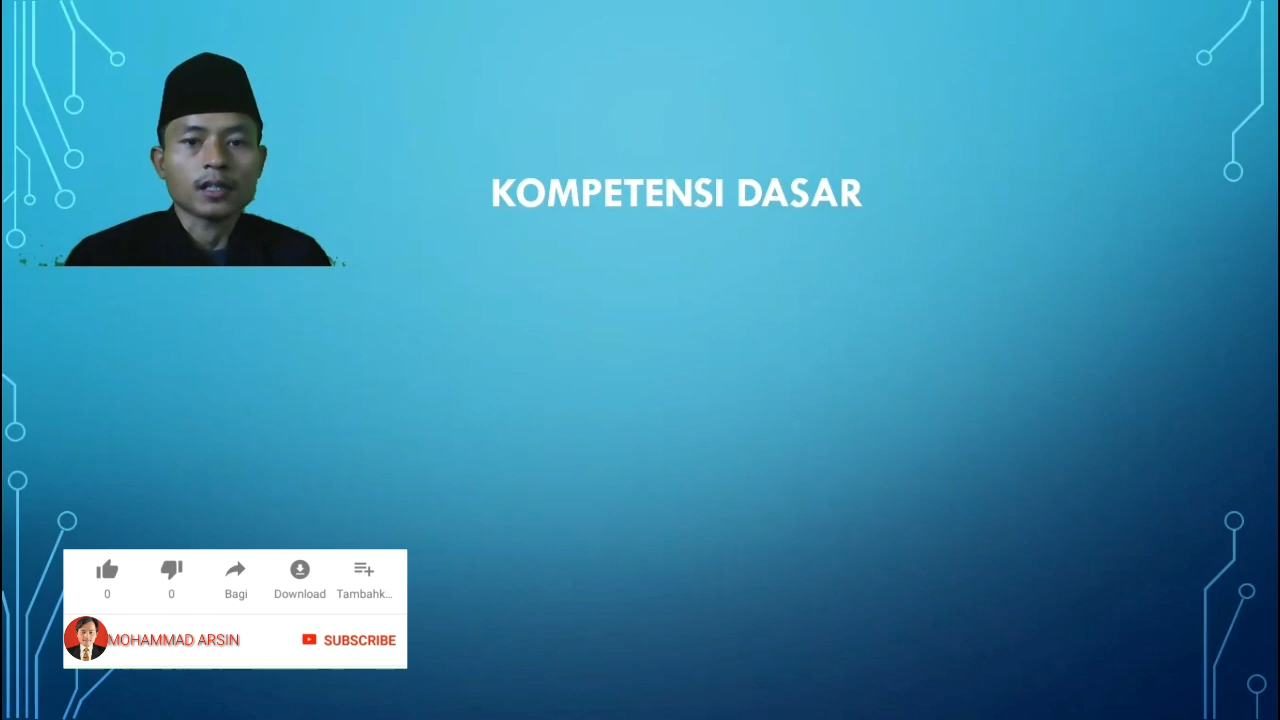 KOMPETENSI DASAR
0
0
Bagi
Download
Tambahk...
MOHAMMAD ARSIN
SUBSCRIBE